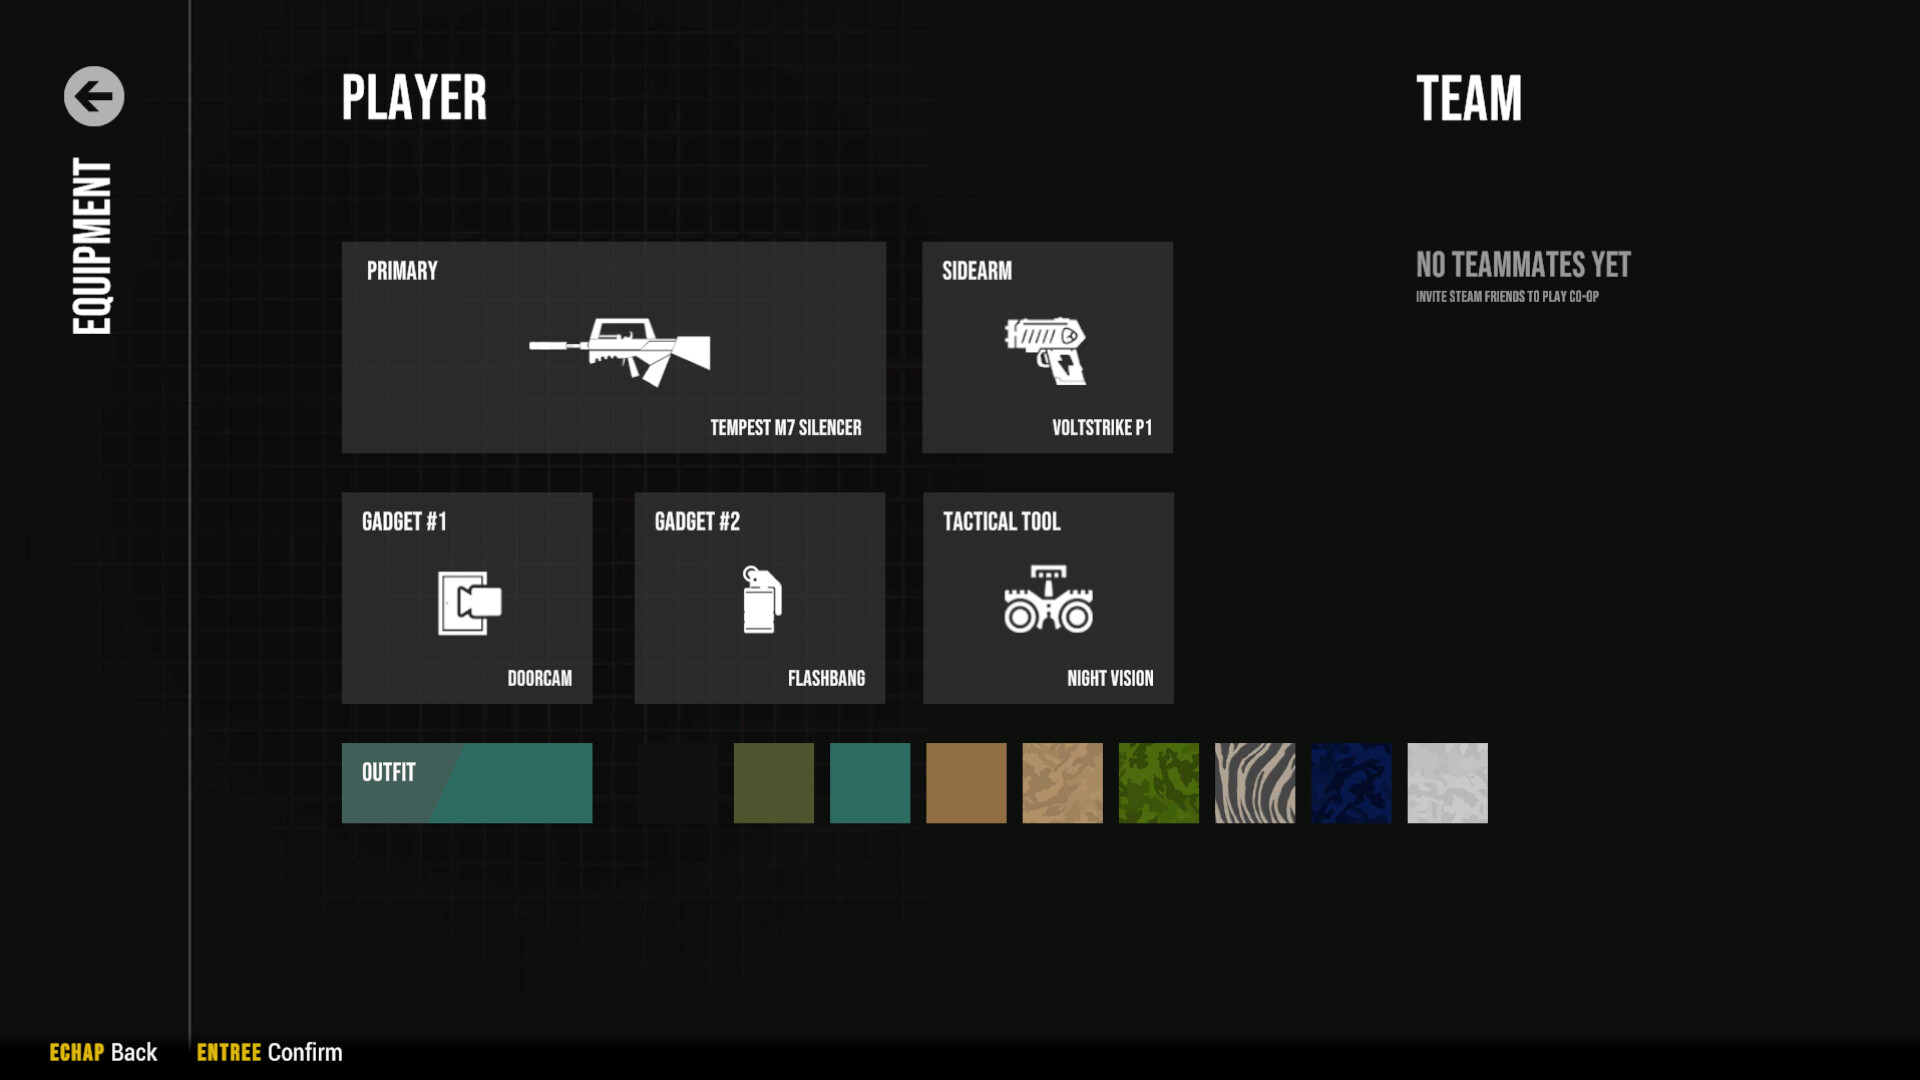 EQUIPMENT
PLAYER
TEAM
PRIMARY
TEMPEST M7 SILENCER
SIDEARM
VOLTSTRIKE P1
NO TEAMMATES YET
INVITE STEAM FRIENDS TO PLAY CO-OP
GADGET #1
DOORCAM
GADGET #2
FLASHBANG
TACTICAL TOOL
NIGHT VISION
OUTFIT
ECHAP Back
ENTREE Confirm